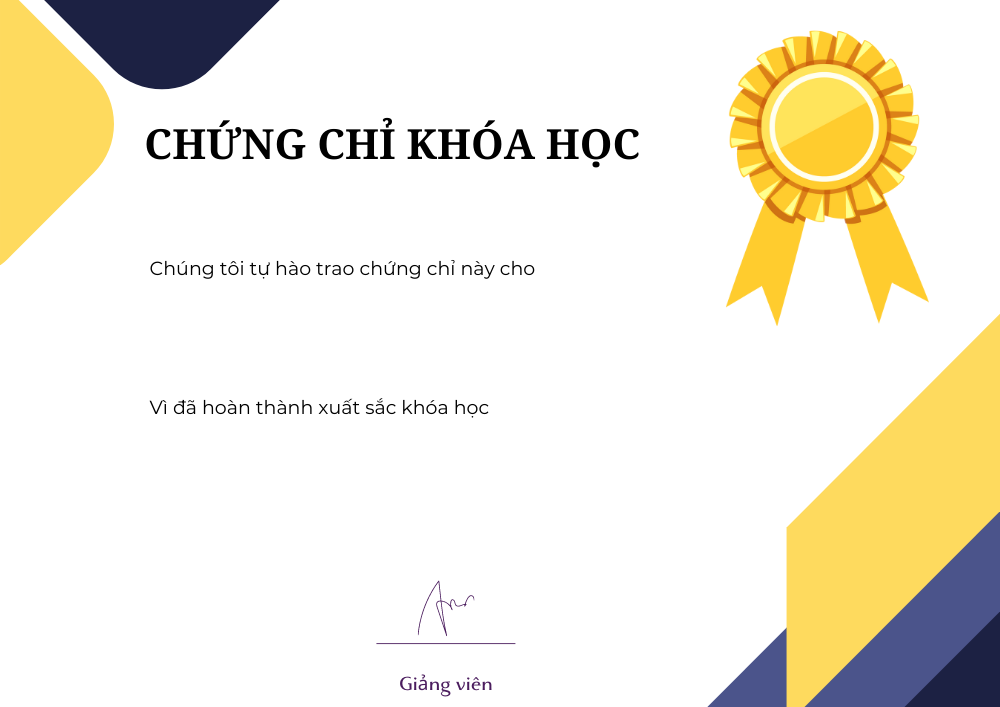 CHỨNG CHỈ KHÓA HỌC
Chúng tôi tự hào trao chứng chỉ này cho
Vì đã hoàn thành xuất sắc khóa học
Giảng viên